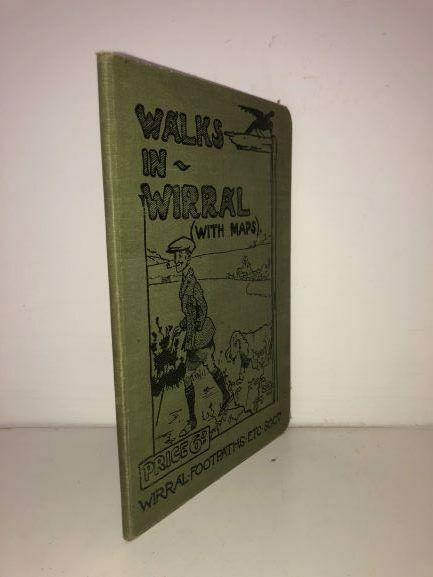 WALKS
IN
WIRRAL
(WITH MAPS).
PRICE 6D
WIRRAL·FOOTPATHS·ETC·SOCY